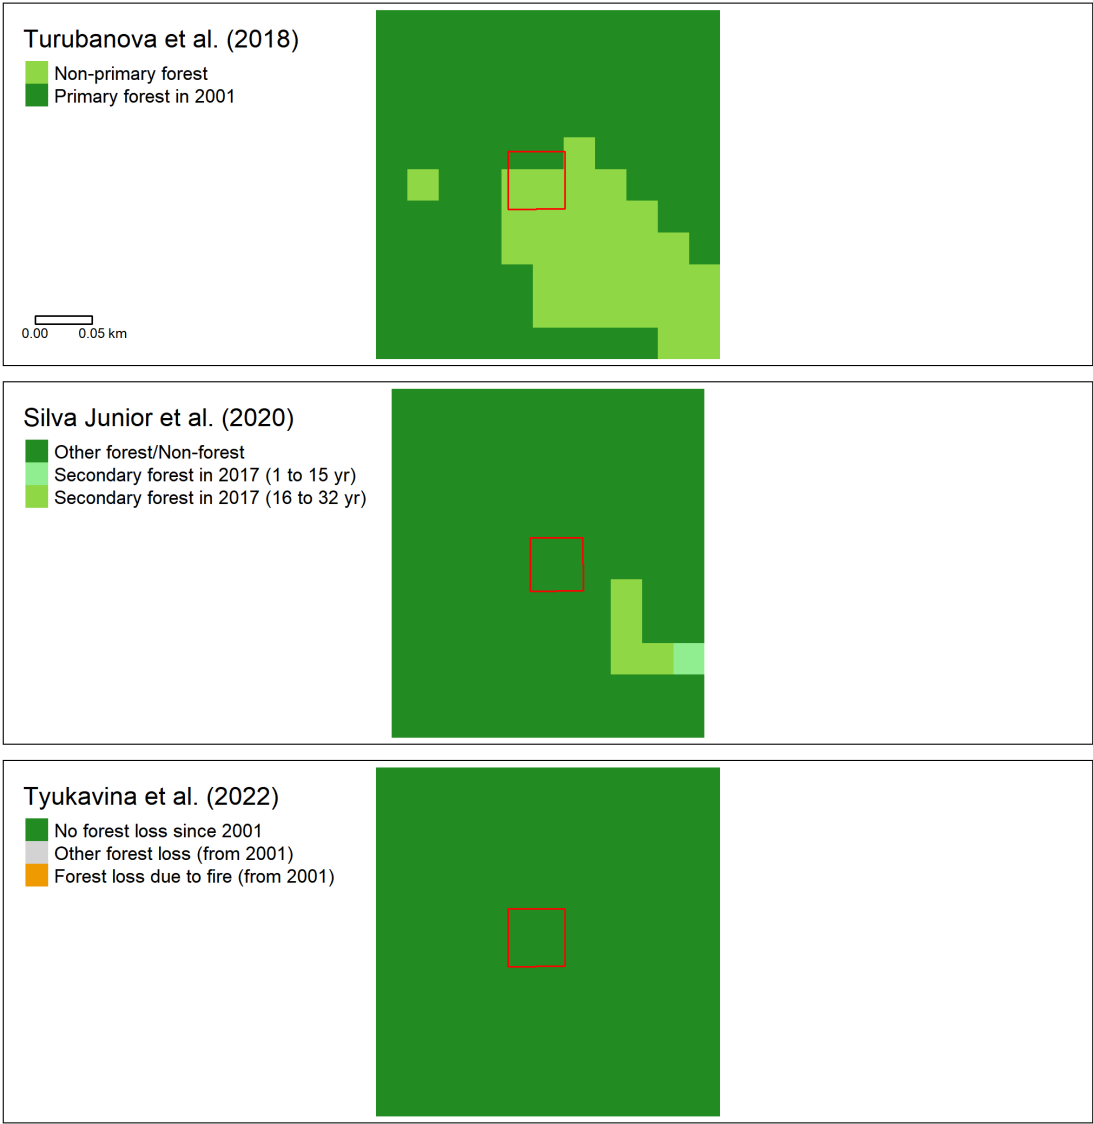 Turubanova et al. (2018)
Non-primary forest
Primary forest in 2001
0.00 0.05 km
Silva Junior et al. (2020)
Other forest/Non-forest
Secondary forest in 2017 (1 to 15 yr)
Secondary forest in 2017 (16 to 32 yr)
Tyukavina et al. (2022)
No forest loss since 2001
Other forest loss (from 2001)
Forest loss due to fire (from 2001)